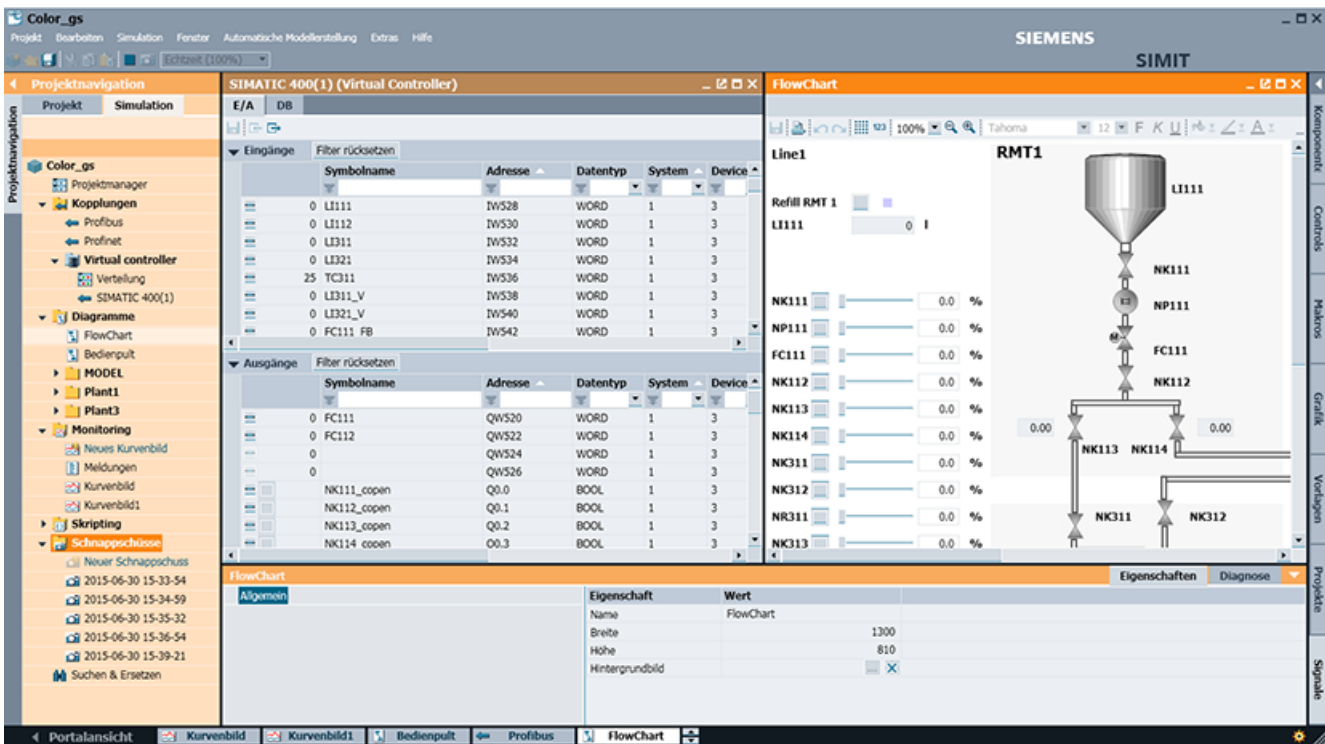 Color_gs
Projekt Bearbeiten Simulation Fenster Automatische Modellerstellung Extras Hilfe
SIEMENS
Echtzeit (100%)
SIMIT
Projektnavigation
Projekt Simulation
Projektnavigation
Color_gs
Projektmanager
Kopplungen
Profibus
Profinet
Virtual controller
Verteilung
SIMATIC 400(1)
Diagramme
FlowChart
Bedienpult
MODEL
Plant1
Plant3
Monitoring
Neues Kurvenbild
Meldungen
Kurvenbild
Kurvenbild1
Skripting
Schnappschüsse
Neuer Schnappschuss
2015-06-30 15-33-54
2015-06-30 15-34-59
2015-06-30 15-35-32
2015-06-30 15-36-54
2015-06-30 15-39-21
Suchen & Ersetzen
SIMATIC 400(1) (Virtual Controller)
E/A DB
Eingänge Filter rücksetzen
Symbolname Adresse Datentyp System Device
0 LI111 IW528 WORD 1 3
0 LI112 IW530 WORD 1 3
0 LI311 IW532 WORD 1 3
0 LI321 IW534 WORD 1 3
25 TC311 IW536 WORD 1 3
0 LI311_V IW538 WORD 1 3
0 LI321_V IW540 WORD 1 3
0 FC111_FB IW542 WORD 1 3
Ausgänge Filter rücksetzen
Symbolname Adresse Datentyp System Device
0 FC111 QW520 WORD 1 3
0 FC112 QW522 WORD 1 3
0 QW524 WORD 1 3
0 QW526 WORD 1 3
NK111_copen Q0.0 BOOL 1 3
NK112_copen Q0.1 BOOL 1 3
NK113_copen Q0.2 BOOL 1 3
NK114_copen Q0.3 BOOL 1 3
FlowChart
123 100% Tahoma 12 F K U A
Line1
Refill RMT 1
LI111 0 l
NK111 0.0 %
NP111 0.0 %
FC111 0.0 %
NK112 0.0 %
NK113 0.0 %
NK114 0.0 %
NK311 0.0 %
NK312 0.0 %
NR311 0.0 %
NK313 0.0 %
RMT1
LI111
NK111
NP111
M
FC111
NK112
0.00 0.00
NK113 NK114
NK311 NK312
Komponente
Controls
Makros
Grafik
Vorlagen
Projekte
Signale
FlowChart
Eigenschaften Diagnose
Allgemein
Eigenschaft Wert
Name FlowChart
Breite 1300
Höhe 810
Hintergrundbild
Portalansicht Kurvenbild Kurvenbild1 Bedienpult Profibus FlowChart